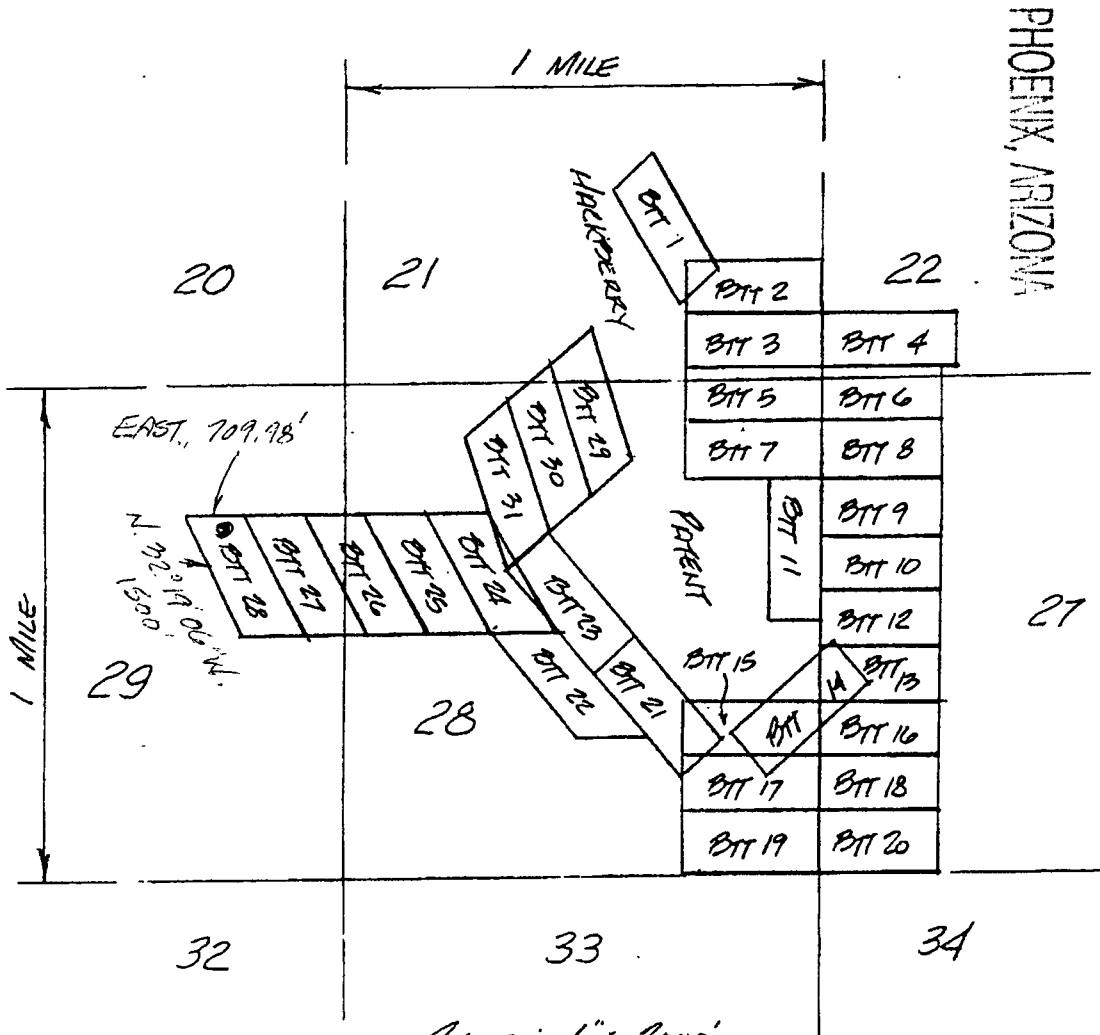 PHOENIX, ARIZONA
1 MILE
HACKBERRY
BTT 1
20
21
22
BTT 2
BTT 3
BTT 4
EAST, 709.98'
BTT 5
BTT 6
BTT 29
BTT 30
BTT 31
BTT 7
BTT 8
PATENT
BTT 11
BTT 9
BTT 10
BTT 12
27
BTT 28
BTT 27
BTT 26
BTT 25
BTT 24
BTT 23
1500'
1 MILE
29
28
BTT 22
BTT 21
BTT 15
BTT 14
BTT 13
BTT 16
BTT 17
BTT 18
BTT 19
BTT 20
32
33
34